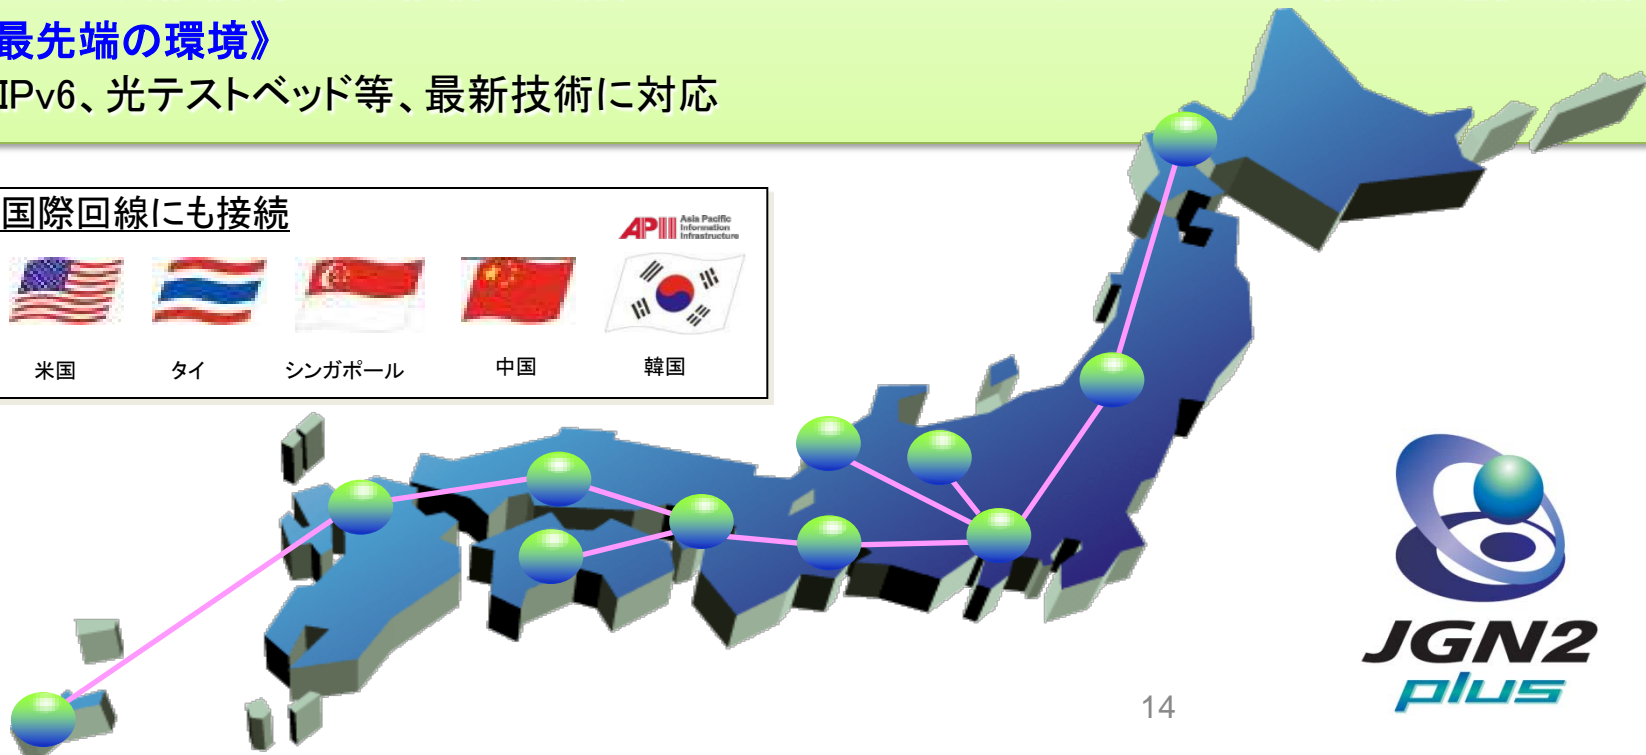 最先端の環境》
IPv6、光テストベッド等、最新技術に対応
国際回線にも接続
APII Asia Pacific
Information
Infrastructure
米国 タイ シンガポール 中国 韓国
JGN2
plus
14